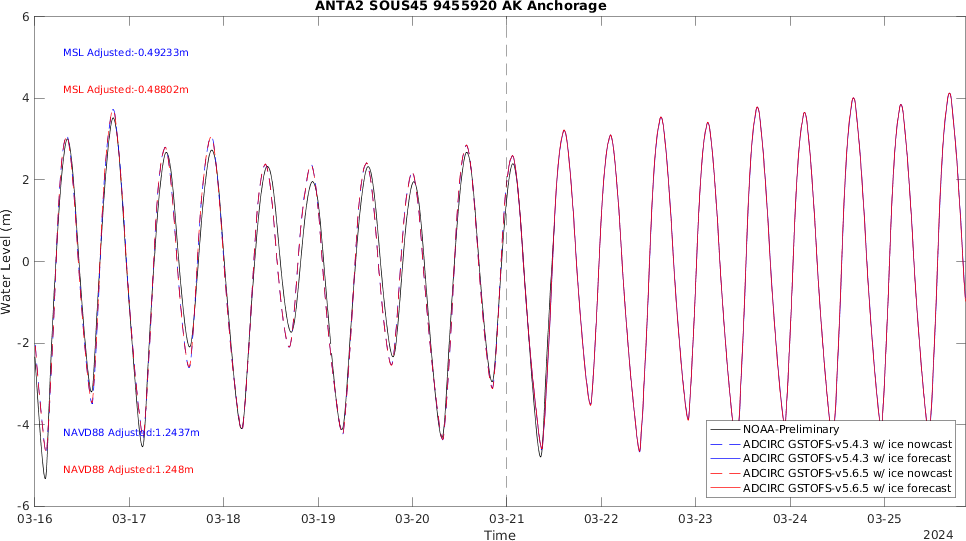 ANTA2 SOUS45 9455920 AK Anchorage
6
4
2
0
-2
-4
-6
Water Level (m)
MSL Adjusted:-0.49233m
MSL Adjusted:-0.48802m
NAVD88 Adjusted:1.2437m
NAVD88 Adjusted:1.248m
NOAA-Preliminary
ADCIRC GSTOFS-v5.4.3 w/ ice nowcast
ADCIRC GSTOFS-v5.4.3 w/ ice forecast
ADCIRC GSTOFS-v5.6.5 w/ ice nowcast
ADCIRC GSTOFS-v5.6.5 w/ ice forecast
03-16 03-17 03-18 03-19 03-20 03-21 03-22 03-23 03-24 03-25
Time
2024